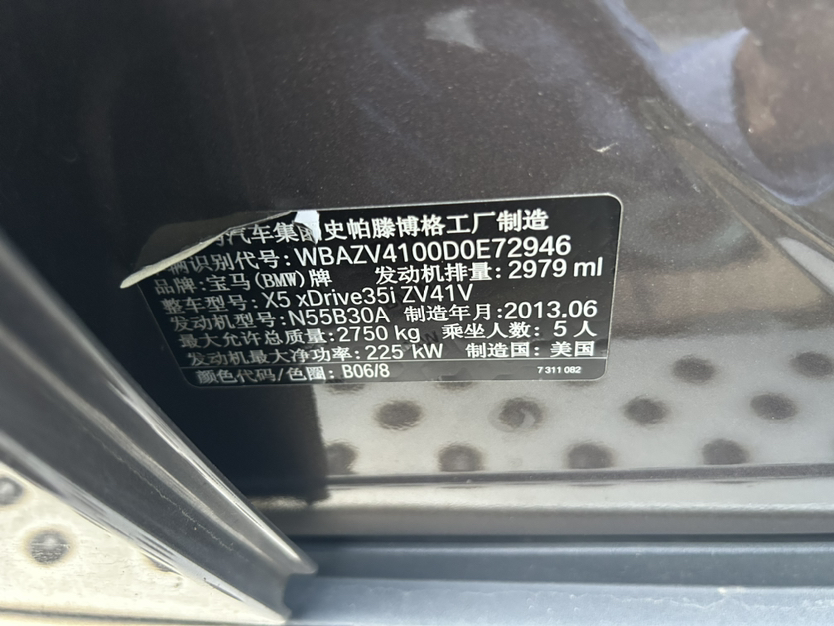 汽车集团史帕滕博格工厂制造
车辆识别代号: WBAZV4100D0E72946
品牌: 宝马(BMW)牌 发动机排量: 2979 ml
整车型号: X5 xDrive35i ZV41V
发动机型号: N55B30A 制造年月: 2013.06
最大允许总质量: 2750 kg 乘坐人数: 5 人
发动机最大净功率: 225 kW 制造国: 美国
颜色代码/色圈: B06/8 7 311 082